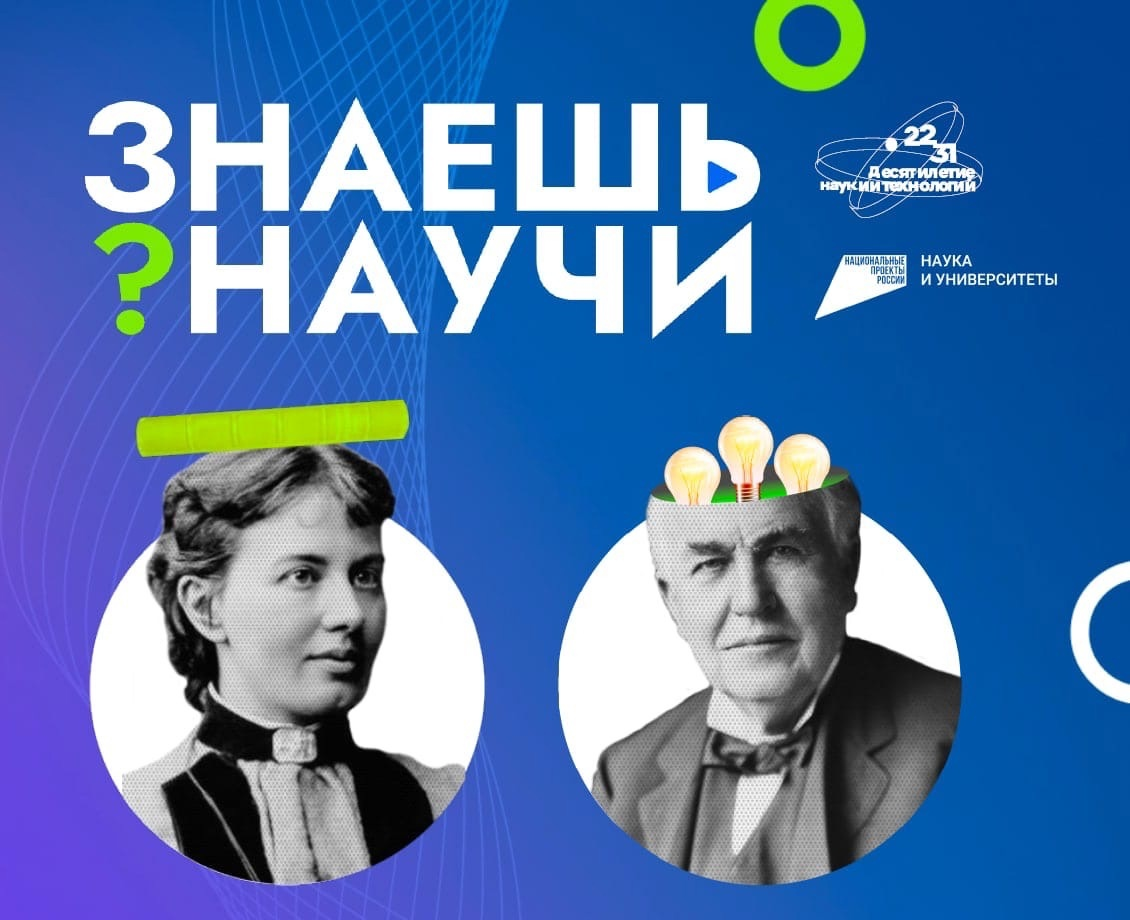 ЗНАЕШЬ
?НАУЧИ
22
31
Десятилетие
науки и технологий
НАЦИОНАЛЬНЫЕ
ПРОЕКТЫ
РОССИИ
НАУКА
И УНИВЕРСИТЕТЫ